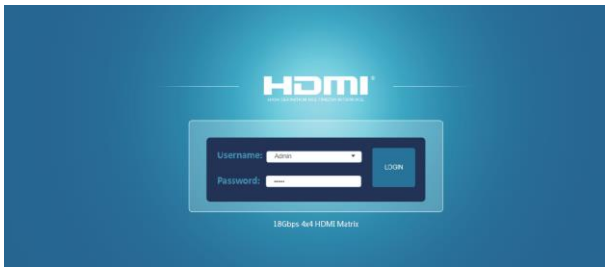 HDMI®
Username: Admin
LOGIN
Password:
18Gbps 4x4 HDMI Matrix